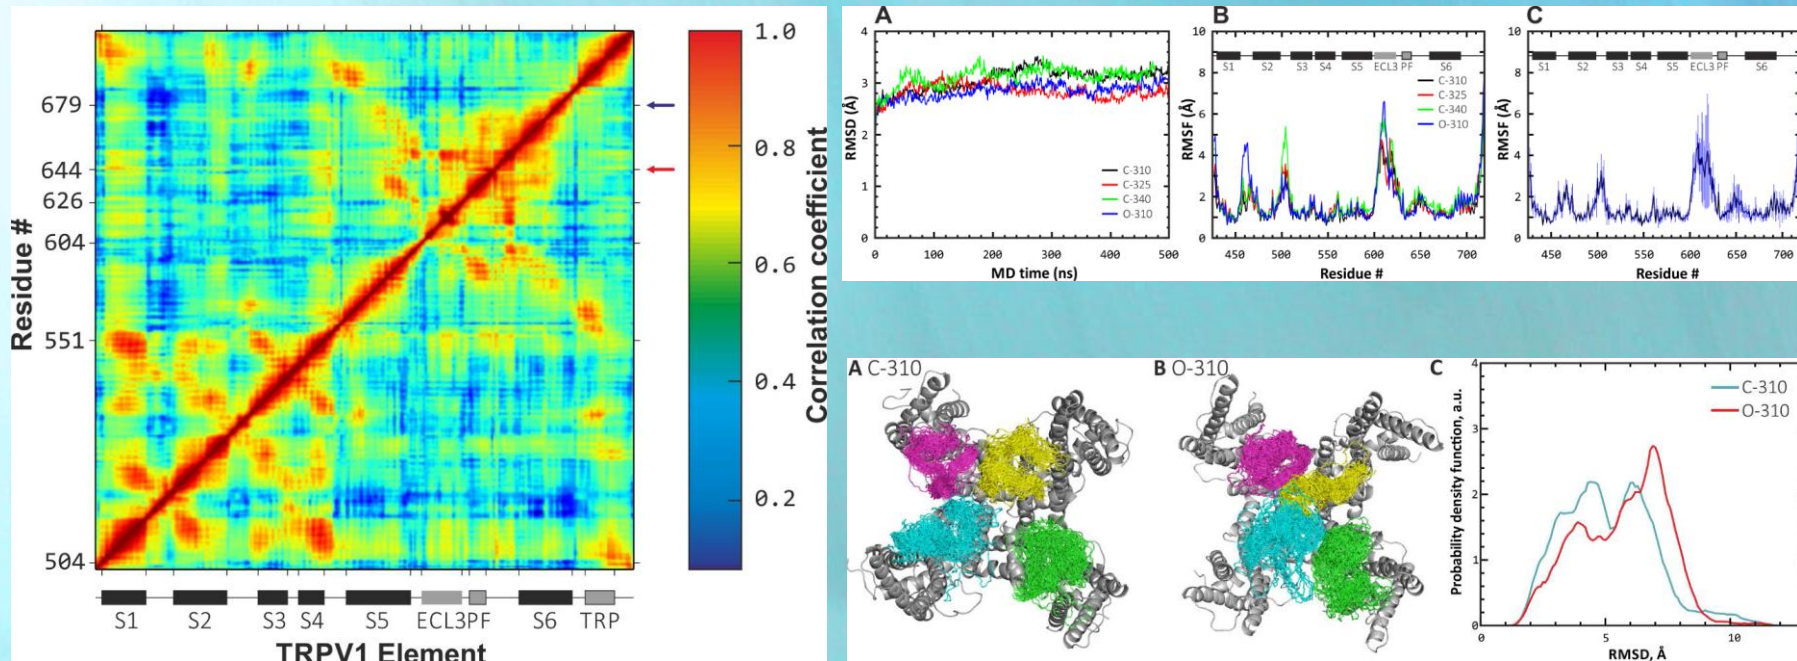 1.0
0.8
0.6
0.4
0.2
Correlation coefficient
Residue #
679
644
626
604
551
504
S1 S2 S3 S4 S5 ECL3 PF S6 TRP
TRPV1 Element
A
RMSD (Å)
4
3
2
1
0
C-310
C-325
C-340
O-310
0 100 200 300 400 500
MD time (ns)
B
RMSF (Å)
10
8
6
4
2
0
S1 S2 S3 S4 S5 ECL3 PF S6
C-310
C-325
C-340
O-310
450 500 550 600 650 700
Residue #
C
RMSF (Å)
10
8
6
4
2
0
S1 S2 S3 S4 S5 ECL3 PF S6
450 500 550 600 650 700
Residue #
A C-310
B O-310
C
Probability density function, a.u.
4
3
2
1
0
C-310
O-310
0 5 10
RMSD, Å